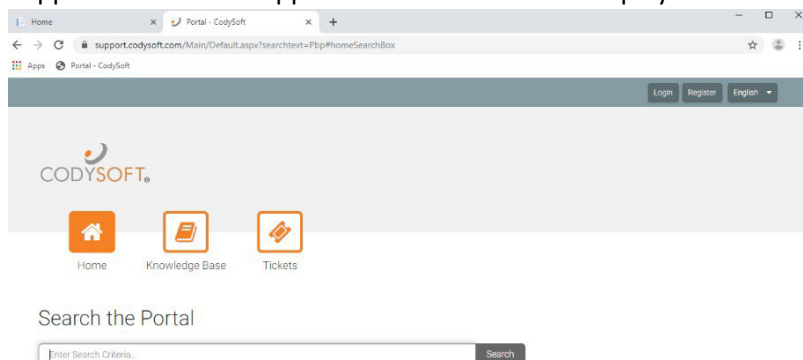 Home Portal - CodySoft
support.codysoft.com/Main/Default.aspx?searchtext=Pbp#homeSearchBox
Apps Portal - CodySoft
Login Register English
CODYSOFT®
Home Knowledge Base Tickets
Search the Portal
Enter Search Criteria... Search